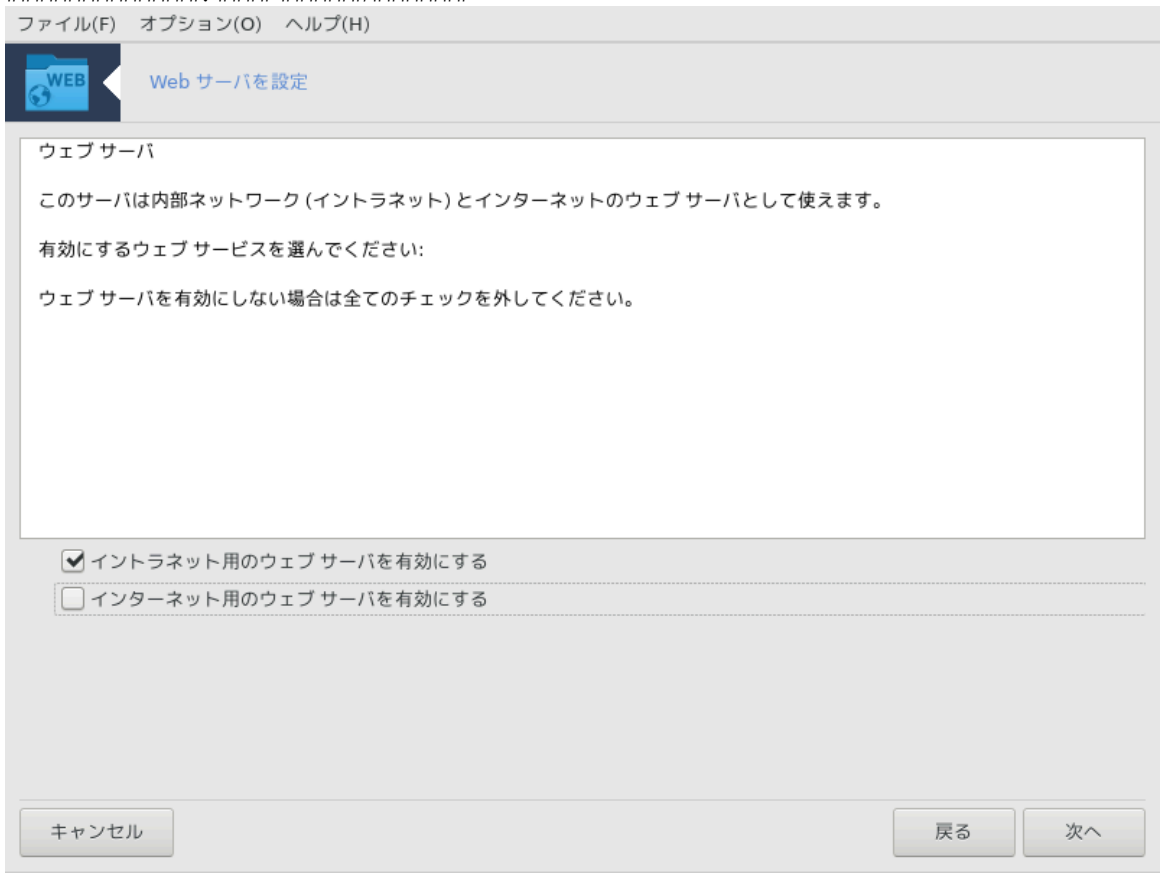 ファイル(F) オプション(O) ヘルプ(H)
WEB
Web サーバを設定
ウェブ サーバ
このサーバは内部ネットワーク (イントラネット) とインターネットのウェブ サーバとして使えます。
有効にするウェブ サービスを選んでください:
ウェブ サーバを有効にしない場合は全てのチェックを外してください。
イントラネット用のウェブ サーバを有効にする
インターネット用のウェブ サーバを有効にする
キャンセル 戻る 次へ